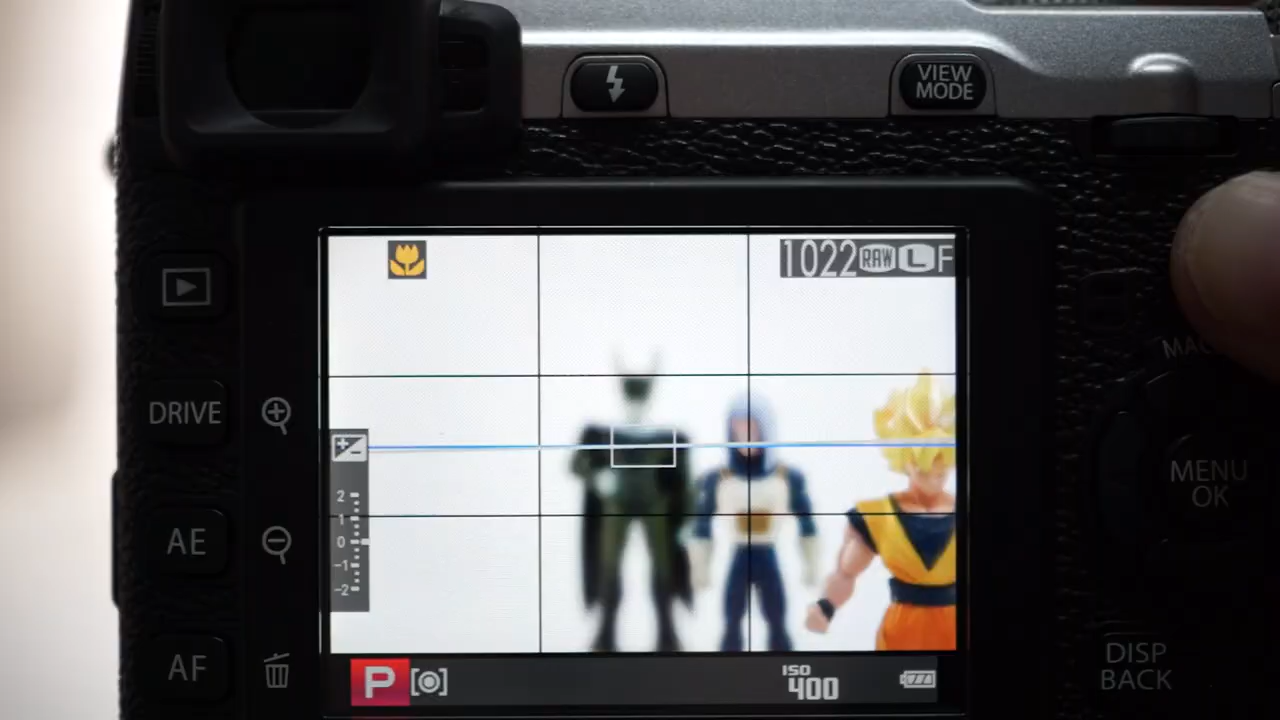 VIEW
MODE
1022 RAW L F
DRIVE
2
1
0
-1
-2
MENU
OK
AE
AF
P
ISO
400
DISP
BACK